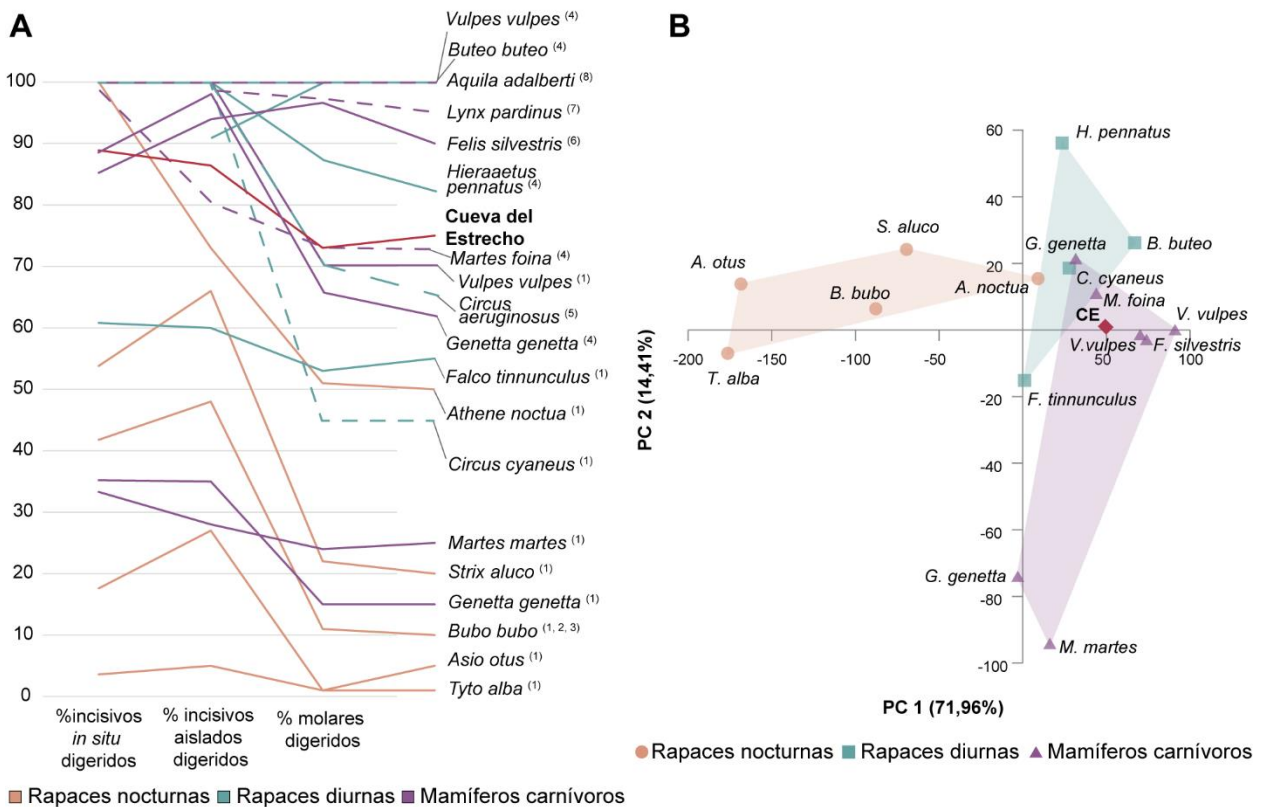 A
Vulpes vulpes (4)
Buteo buteo (4)
Aquila adalberti (8)
Lynx pardinus (7)
Felis silvestris (6)
Hieraaetus
pennatus (4)
Cueva del
Estrecho
Martes foina (4)
Vulpes vulpes (1)
Circus
aeruginosus (5)
Genetta genetta (4)
Falco tinnunculus (1)
Athene noctua (1)
Circus cyaneus (1)
Martes martes (1)
Strix aluco (1)
Genetta genetta (1)
Bubo bubo (1, 2, 3)
Asio otus (1)
Tyto alba (1)
100
90
80
70
60
50
40
30
20
10
0
%incisivos
in situ
digeridos
% incisivos
aislados
digeridos
% molares
digeridos
Rapaces nocturnas Rapaces diurnas Mamíferos carnívoros
B
60
40
20
-20
-40
-60
-80
-100
-200 -150 -100 -50 50 100
H. pennatus
S. aluco
G. genetta
B. buteo
A. otus
C. cyaneus
B. bubo
A. noctua
M. foina
CE
V. vulpes
V.vulpes
F. silvestris
T. alba
F. tinnunculus
G. genetta
M. martes
PC 2 (14,41%)
PC 1 (71,96%)
Rapaces nocturnas Rapaces diurnas Mamíferos carnívoros